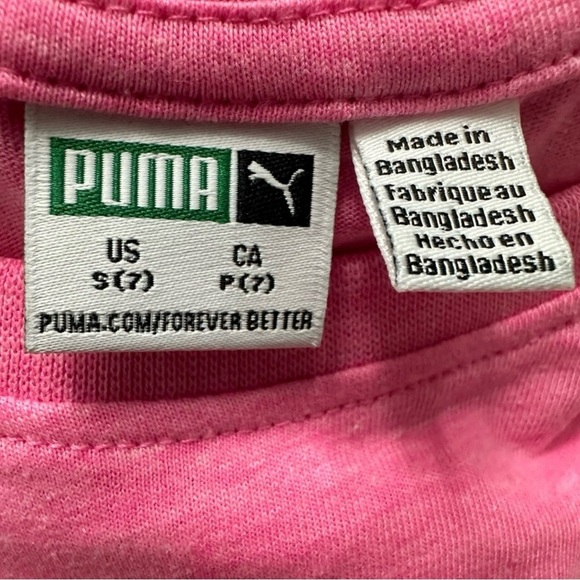 PUMA
US CA
S(7) P(7)
PUMA.COM/FOREVER BETTER
Made in
Bangladesh
Fabrique au
Bangladesh
Hecho en
Bangladesh